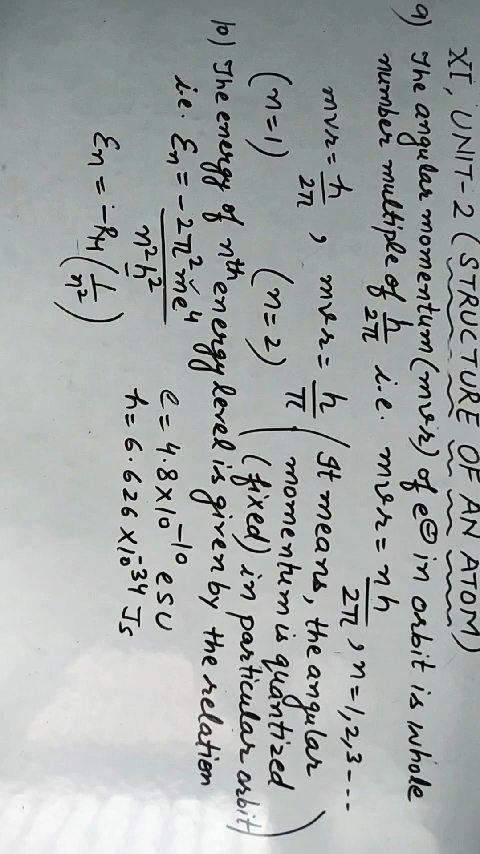 XI, UNIT-2 (STRUCTURE OF AN ATOM)
a) The angular momentum (mvr) of e⊖ in orbit is whole
number multiple of h/2π i.e. mvr = nh/2π, n=1,2,3---
mvr = h/2π, mvr = h/π, (It means, the angular
(n=1) (n=2) momentum is quantized
(fixed) in particular orbit)
b) The energy of nth energy level is given by the relation
i.e. En = -2π²me⁴/n²h² e = 4.8×10⁻¹⁰ esu
h = 6.626×10⁻³⁴ Js
En = -RH(1/n²)